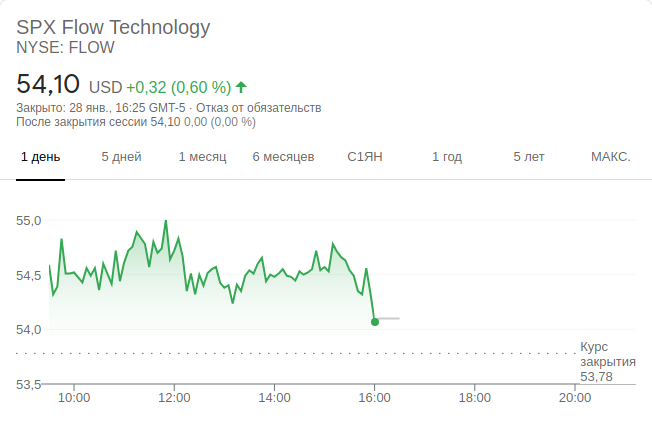 SPX Flow Technology
NYSE: FLOW
54,10 USD +0,32 (0,60 %)
Закрыто: 28 янв., 16:25 GMT-5 · Отказ от обязательств
После закрытия сессии 54,10 0,00 (0,00 %)
1 день 5 дней 1 месяц 6 месяцев С1ЯН 1 год 5 лет МАКС.
55,0
54,5
54,0
Курс
закрытия
53,78
53,5
10:00 12:00 14:00 16:00 18:00 20:00